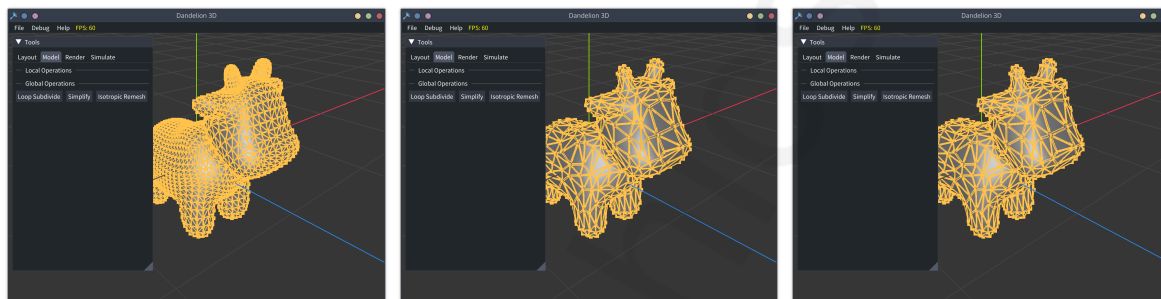 Dandelion 3D
File Debug Help FPS: 60
Tools
Layout Model Render Simulate
Local Operations
Global Operations
Loop Subdivide Simplify Isotropic Remesh
Dandelion 3D
File Debug Help FPS: 60
Tools
Layout Model Render Simulate
Local Operations
Global Operations
Loop Subdivide Simplify Isotropic Remesh
Dandelion 3D
File Debug Help FPS: 60
Tools
Layout Model Render Simulate
Local Operations
Global Operations
Loop Subdivide Simplify Isotropic Remesh